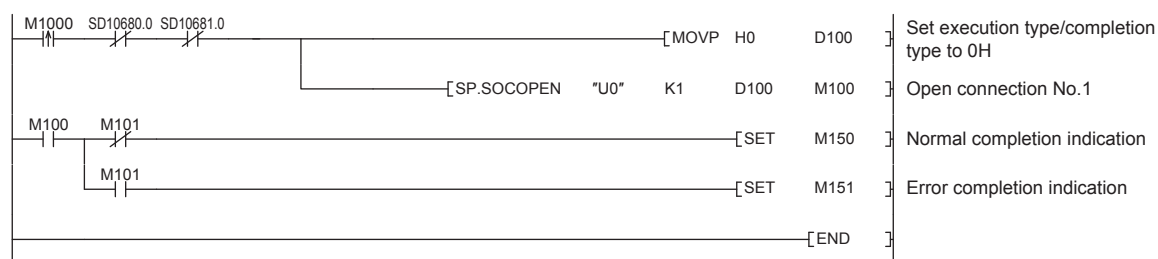 M1000 SD10680.0 SD10681.0
MOVP H0 D100 Set execution type/completion
type to 0H
SP.SOCOPEN "U0" K1 D100 M100 Open connection No.1
M100 M101
SET M150 Normal completion indication
M101
SET M151 Error completion indication
END